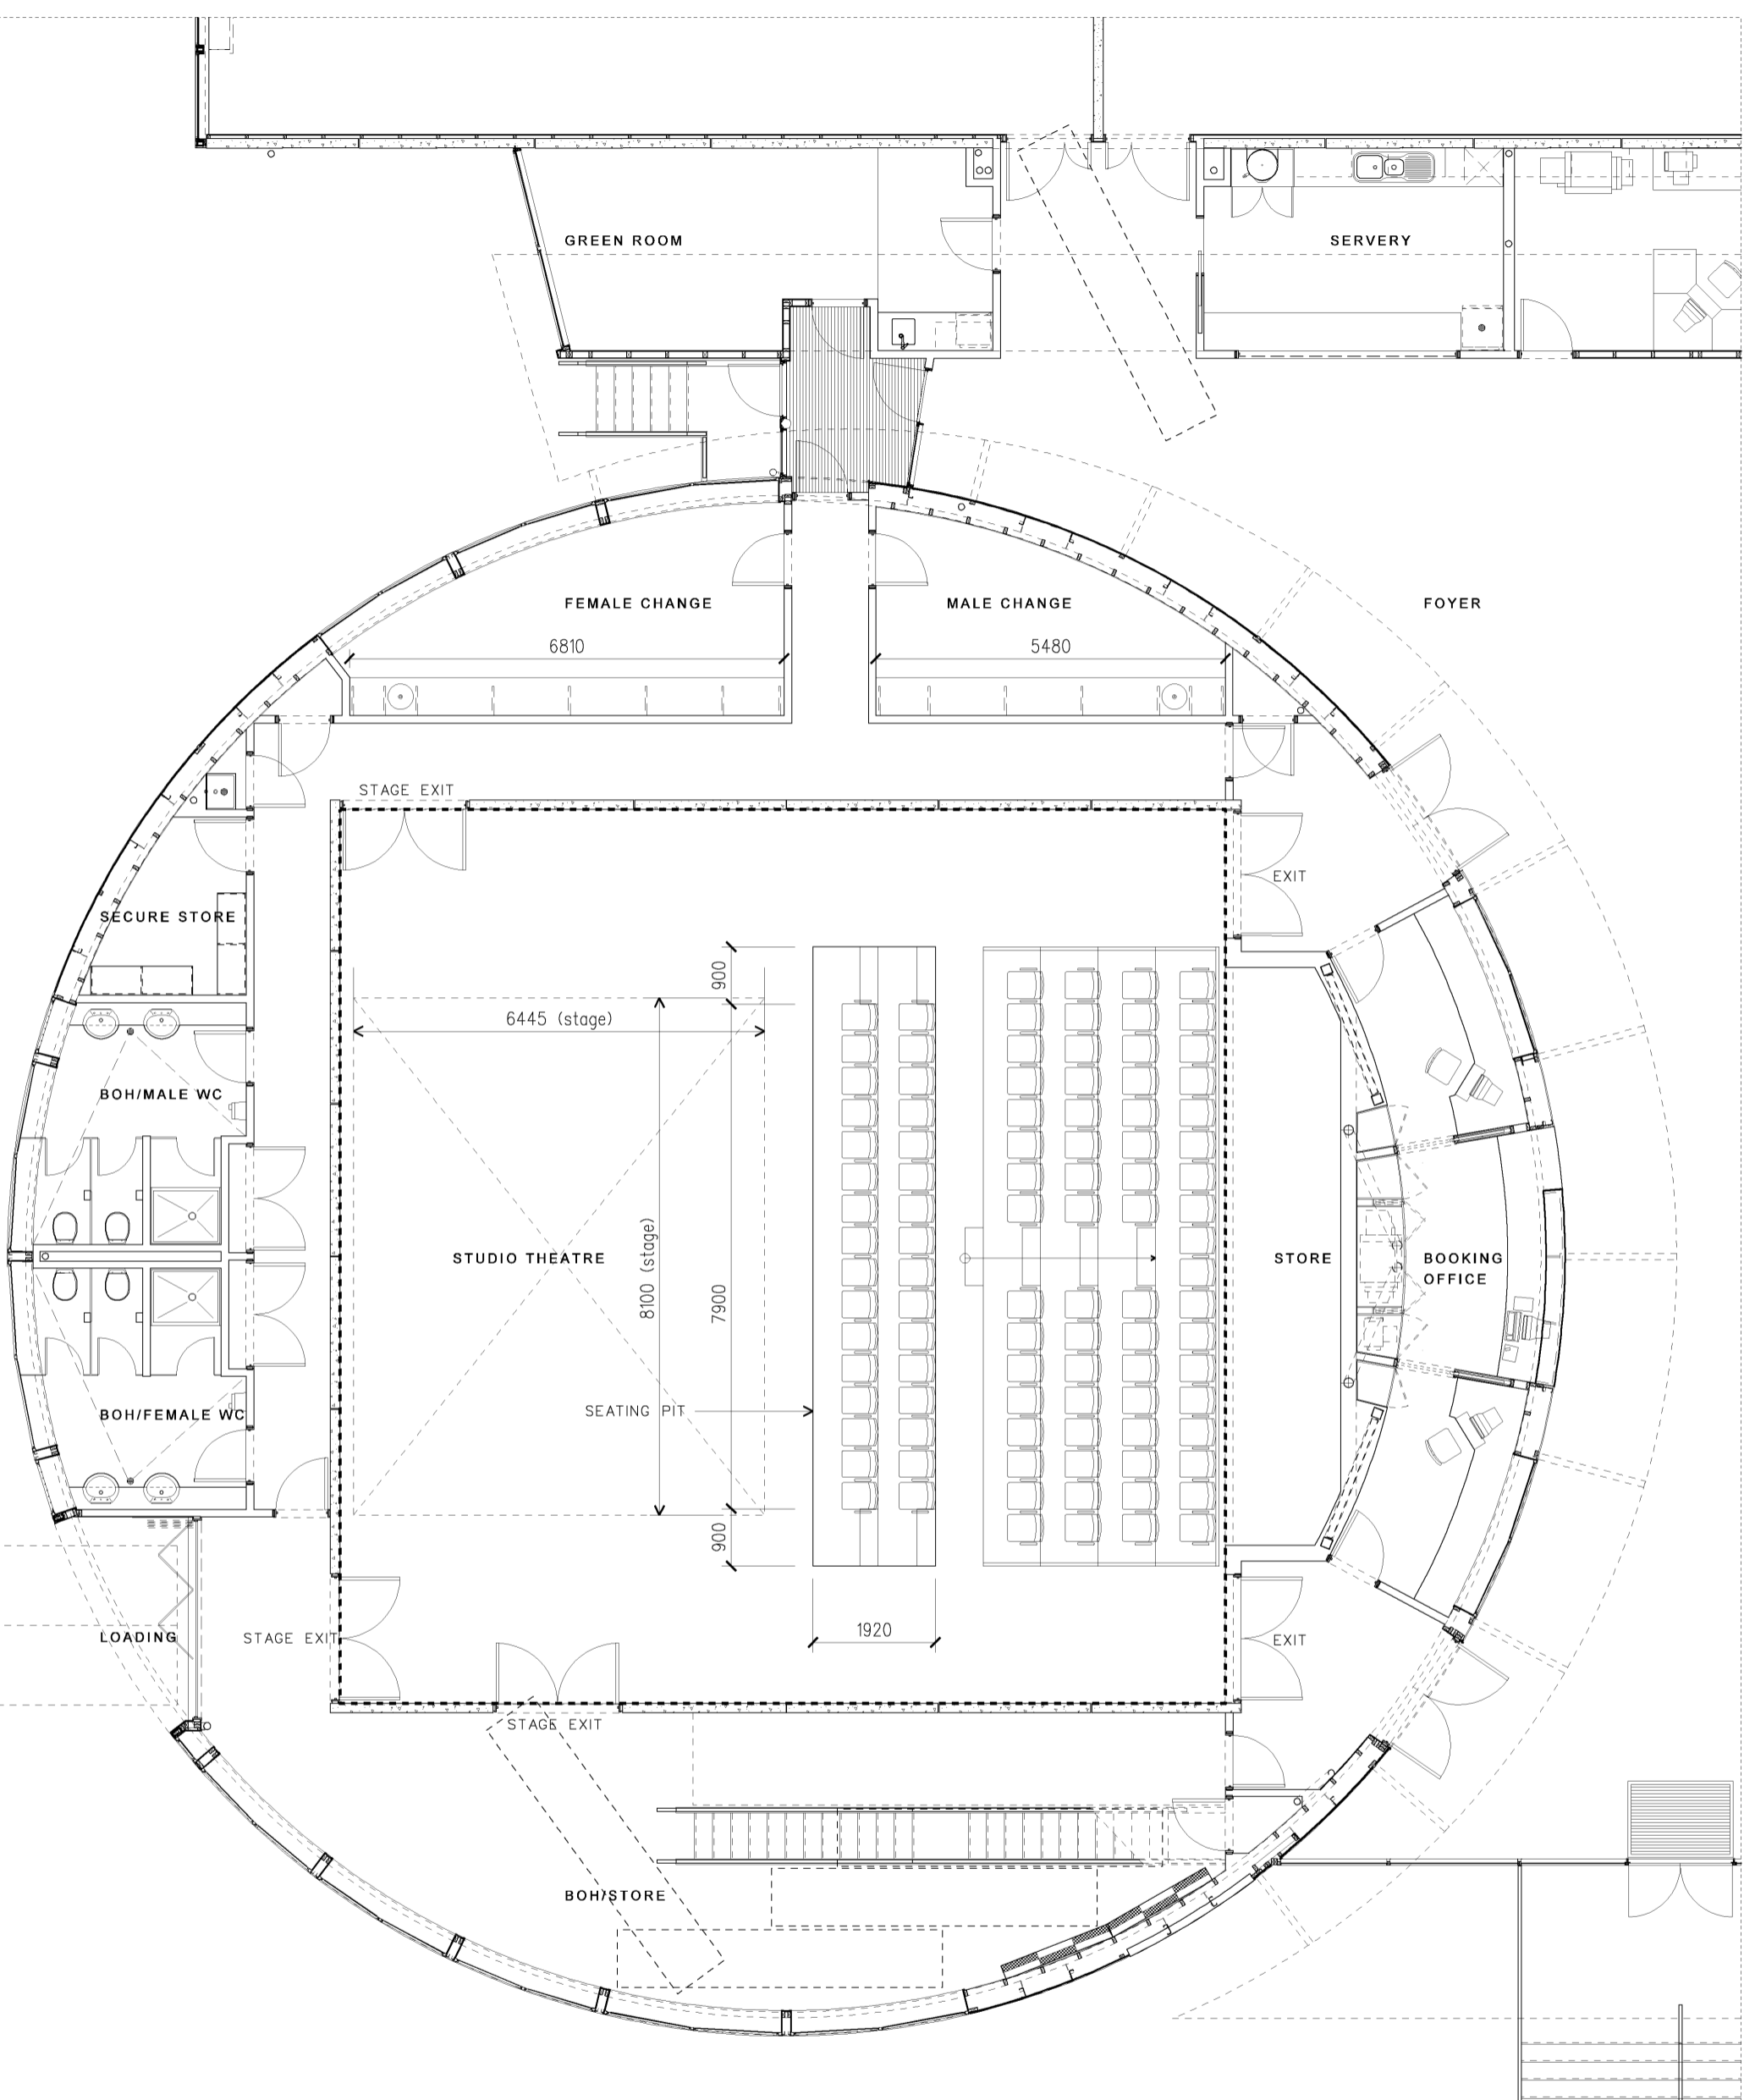 GREEN ROOM
SERVERY
FEMALE CHANGE
MALE CHANGE
FOYER
6810
5480
STAGE EXIT
EXIT
SECURE STORE
900
6445 (stage)
BOH/MALE WC
8100 (stage)
STUDIO THEATRE
7900
STORE
BOOKING
OFFICE
SEATING PIT
BOH/FEMALE WC
900
1920
LOADING
STAGE EXIT
EXIT
STAGE EXIT
BOH/STORE